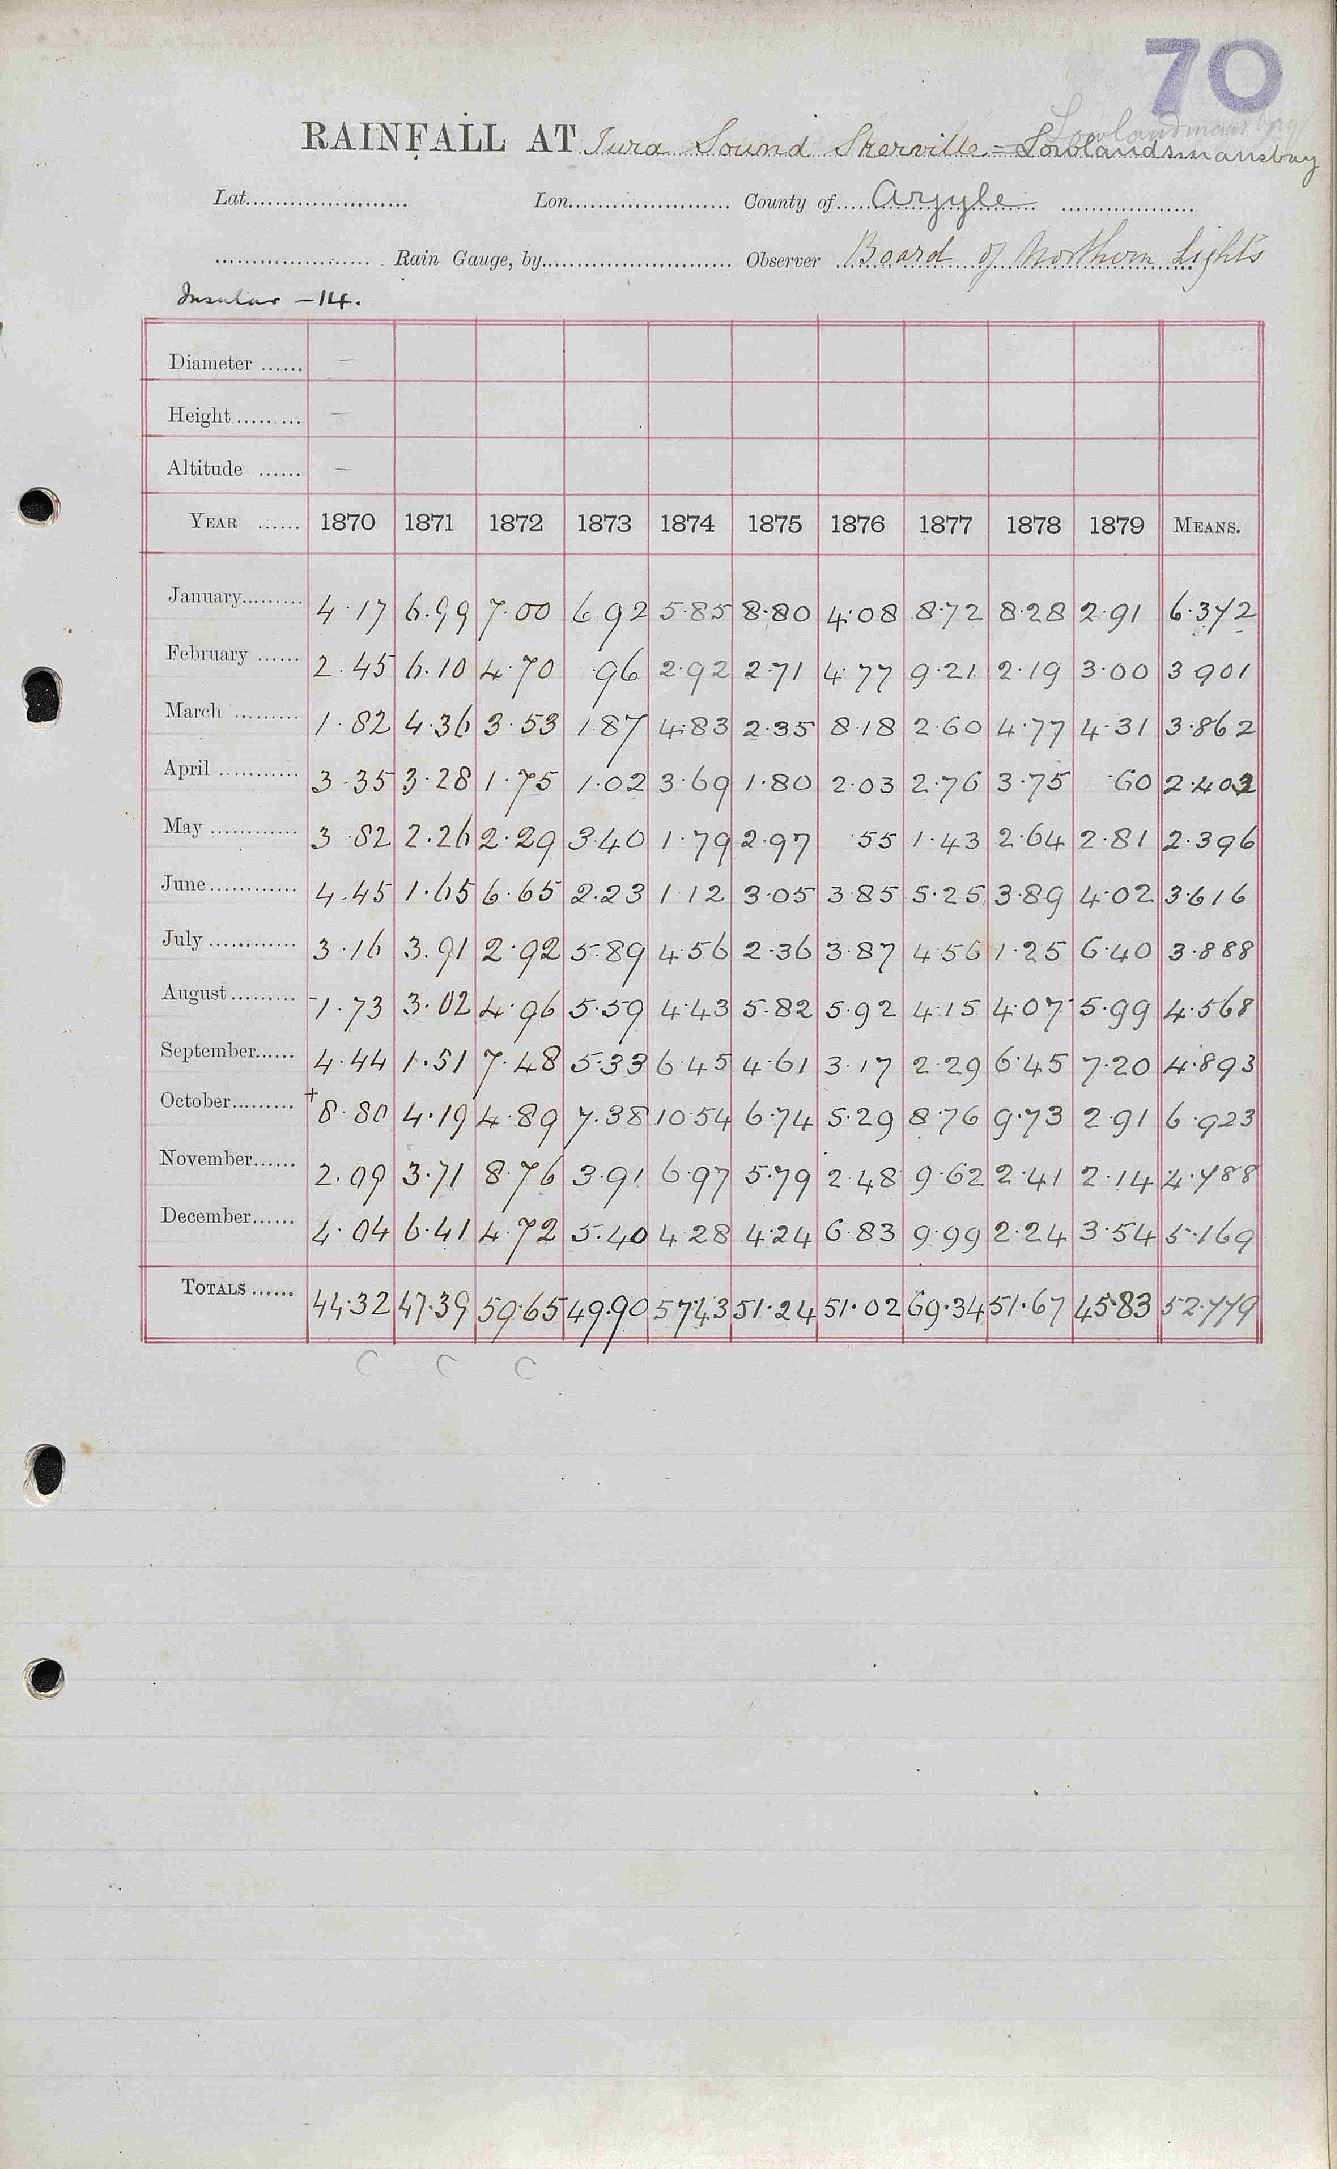 70
Lowlandmansbay
RAINFALL AT Jura Sound Skerville = Lowlandsmansbay
Lat...................... Lon...................... County of..... Argyle ..................
..................... Rain Gauge, by.......................... Observer Board of Northern Lights
Insular - 14.
Diameter ...... —
Height ......... —
Altitude ...... —
YEAR ...... 1870 1871 1872 1873 1874 1875 1876 1877 1878 1879 MEANS.
January......... 4.17 6.99 7.00 6.92 5.85 8.80 4.08 8.72 8.28 2.91 6.372
February ...... 2.45 6.10 4.70 .96 2.92 2.71 4.77 9.21 2.19 3.00 3.901
March ......... 1.82 4.36 3.53 1.87 4.83 2.35 8.18 2.60 4.77 4.31 3.862
April ............ 3.35 3.28 1.75 1.02 3.69 1.80 2.03 2.76 3.75 .60 2.403
May ............ 3.82 2.26 2.29 3.40 1.79 2.97 .55 1.43 2.64 2.81 2.396
June............ 4.45 1.65 6.65 2.23 1.12 3.05 3.85 5.25 3.89 4.02 3.616
July ............ 3.16 3.91 2.92 5.89 4.56 2.36 3.87 4.56 1.25 6.40 3.888
August ......... 1.73 3.02 4.96 5.59 4.43 5.82 5.92 4.15 4.07 5.99 4.568
September...... 4.44 1.51 7.48 5.33 6.45 4.61 3.17 2.29 6.45 7.20 4.893
October......... +8.80 4.19 4.89 7.38 10.54 6.74 5.29 8.76 9.73 2.91 6.923
November...... 2.09 3.71 8.76 3.91 6.97 5.79 2.48 9.62 2.41 2.14 4.788
December...... 4.04 6.41 4.72 5.40 4.28 4.24 6.83 9.99 2.24 3.54 5.169
TOTALS ...... 44.32 47.39 59.65 49.90 57.43 51.24 51.02 69.34 51.67 45.83 52.779
C C C